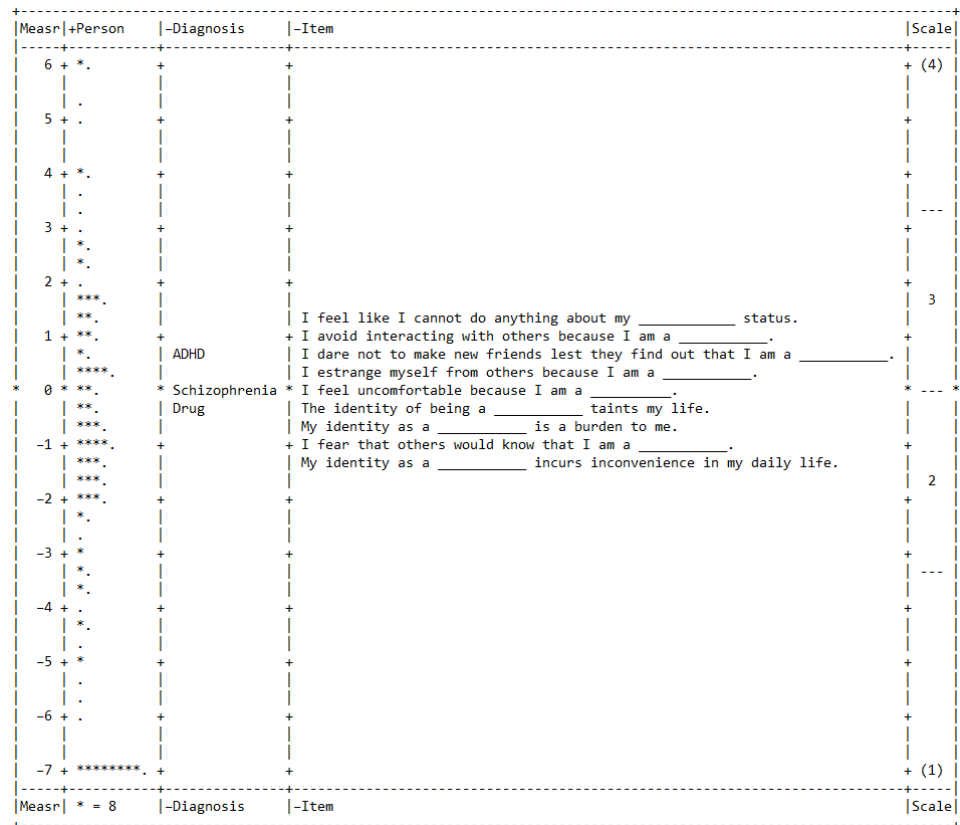 Measr +Person –Diagnosis –Item Scale
6 + *. + + + (4)
.
5 + . + + +
4 + *. + + +
.
. ---
3 + . + + +
*.
*.
2 + . + + +
***. 3
**. I feel like I cannot do anything about my ____________ status.
1 + **. + + I avoid interacting with others because I am a ___________. +
*. ADHD I dare not to make new friends lest they find out that I am a ___________.
****. I estrange myself from others because I am a ___________.
* 0 * **. * Schizophrenia * I feel uncomfortable because I am a __________. * --- *
**. Drug The identity of being a ___________ taints my life.
***. My identity as a ___________ is a burden to me.
–1 + ****. + + I fear that others would know that I am a ___________. +
***. My identity as a ___________ incurs inconvenience in my daily life.
***. 2
–2 + ***. + + +
*.
.
–3 + * + + +
*. ---
*.
–4 + . + + +
*.
.
–5 + * + + +
.
.
–6 + . + + +
–7 + ********. + + + (1)
Measr * = 8 –Diagnosis –Item Scale